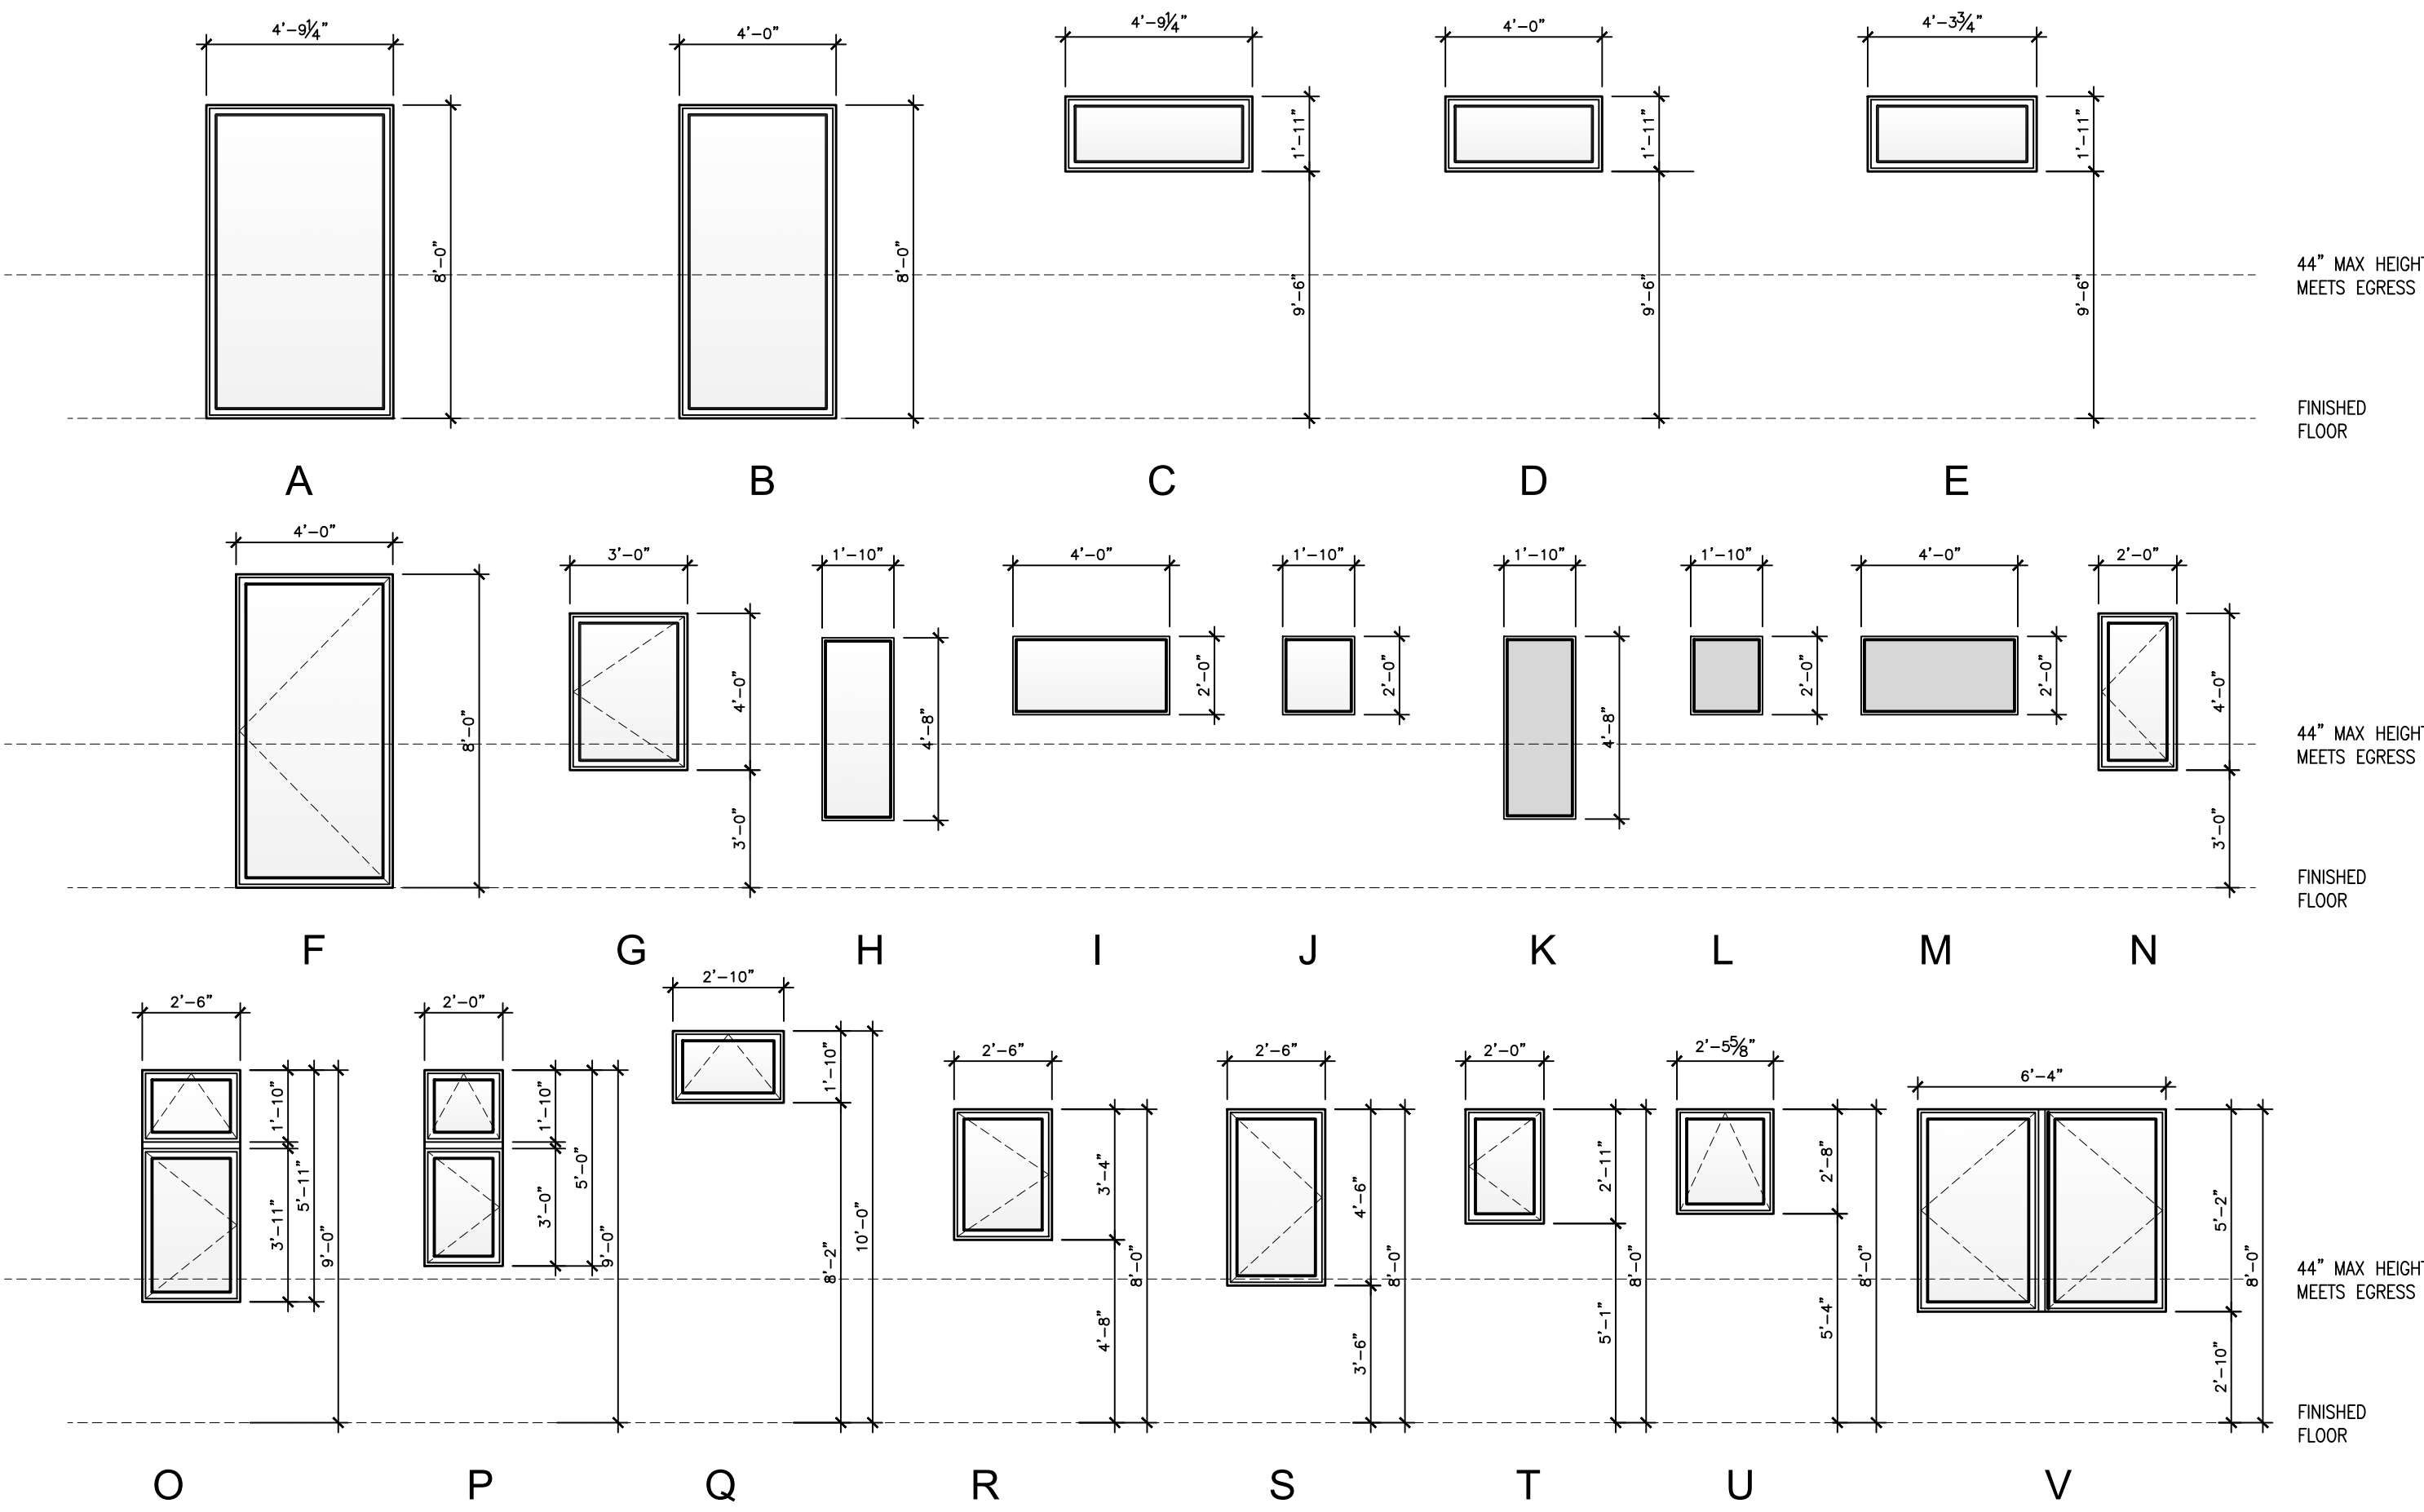 4'-9¼" 4'-0" 4'-9¼" 4'-0" 4'-3¾"
1'-11" 1'-11" 1'-11"
8'-0" 8'-0" 9'-6" 9'-6" 9'-6"
44" MAX HEIGHT
MEETS EGRESS
FINISHED
FLOOR
A B C D E
4'-0" 3'-0" 1'-10" 4'-0" 1'-10" 1'-10" 1'-10" 4'-0" 2'-0"
8'-0" 4'-0" 4'-8" 2'-0" 2'-0" 4'-8" 2'-0" 2'-0" 4'-0"
3'-0" 3'-0"
44" MAX HEIGHT
MEETS EGRESS
FINISHED
FLOOR
F G H I J K L M N
2'-6" 2'-0" 2'-10" 2'-6" 2'-6" 2'-0" 2'-5⅝" 6'-4"
1'-10" 1'-10" 1'-10"
3'-11" 5'-11" 9'-0" 3'-0" 5'-0" 9'-0" 8'-2" 10'-0" 3'-4" 8'-0" 4'-6" 8'-0" 2'-11" 8'-0" 2'-8" 8'-0" 5'-2" 8'-0"
4'-8" 3'-6" 5'-1" 5'-4" 2'-10"
44" MAX HEIGHT
MEETS EGRESS
FINISHED
FLOOR
O P Q R S T U V